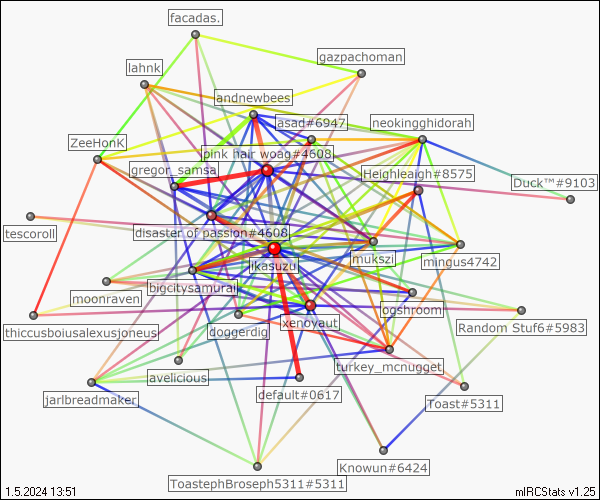 facadas.
gazpachoman
lahnk
andnewbees
asad#6947
neokingghidorah
ZeeHonK
pink hair woag#4608
gregor_samsa
Heighleaigh#8575
Duck™#9103
tescoroll
disaster of passion#4608
ikasuzu
mukszi
mingus4742
bigcitysamurai
moonraven
ogshroom
thiccusboiusalexusjoneus
doggerdig
xenovaut
Random Stuf6#5983
turkey_mcnugget
avelicious
default#0617
jarlbreadmaker
Toast#5311
Knowun#6424
ToastephBroseph5311#5311
1.5.2024 13:51
mIRCStats v1.25